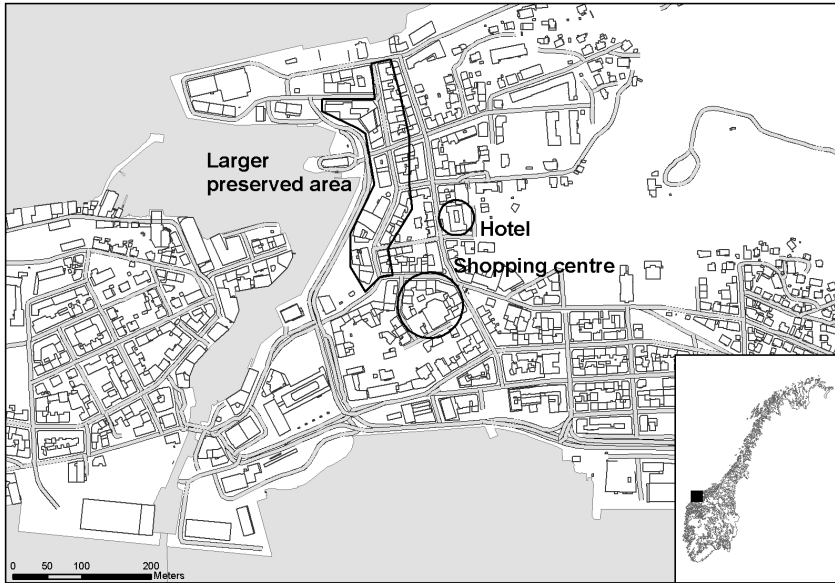 Larger
preserved area
Hotel
Shopping centre
0 50 100 200
Meters